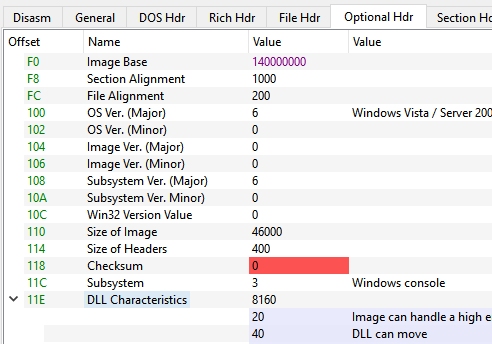 Disasm General DOS Hdr Rich Hdr File Hdr Optional Hdr Section Hd
Offset Name Value Value
F0 Image Base 140000000
F8 Section Alignment 1000
FC File Alignment 200
100 OS Ver. (Major) 6 Windows Vista / Server 200
102 OS Ver. (Minor) 0
104 Image Ver. (Major) 0
106 Image Ver. (Minor) 0
108 Subsystem Ver. (Major) 6
10A Subsystem Ver. Minor) 0
10C Win32 Version Value 0
110 Size of Image 46000
114 Size of Headers 400
118 Checksum 0
11C Subsystem 3 Windows console
11E DLL Characteristics 8160
20 Image can handle a high e
40 DLL can move